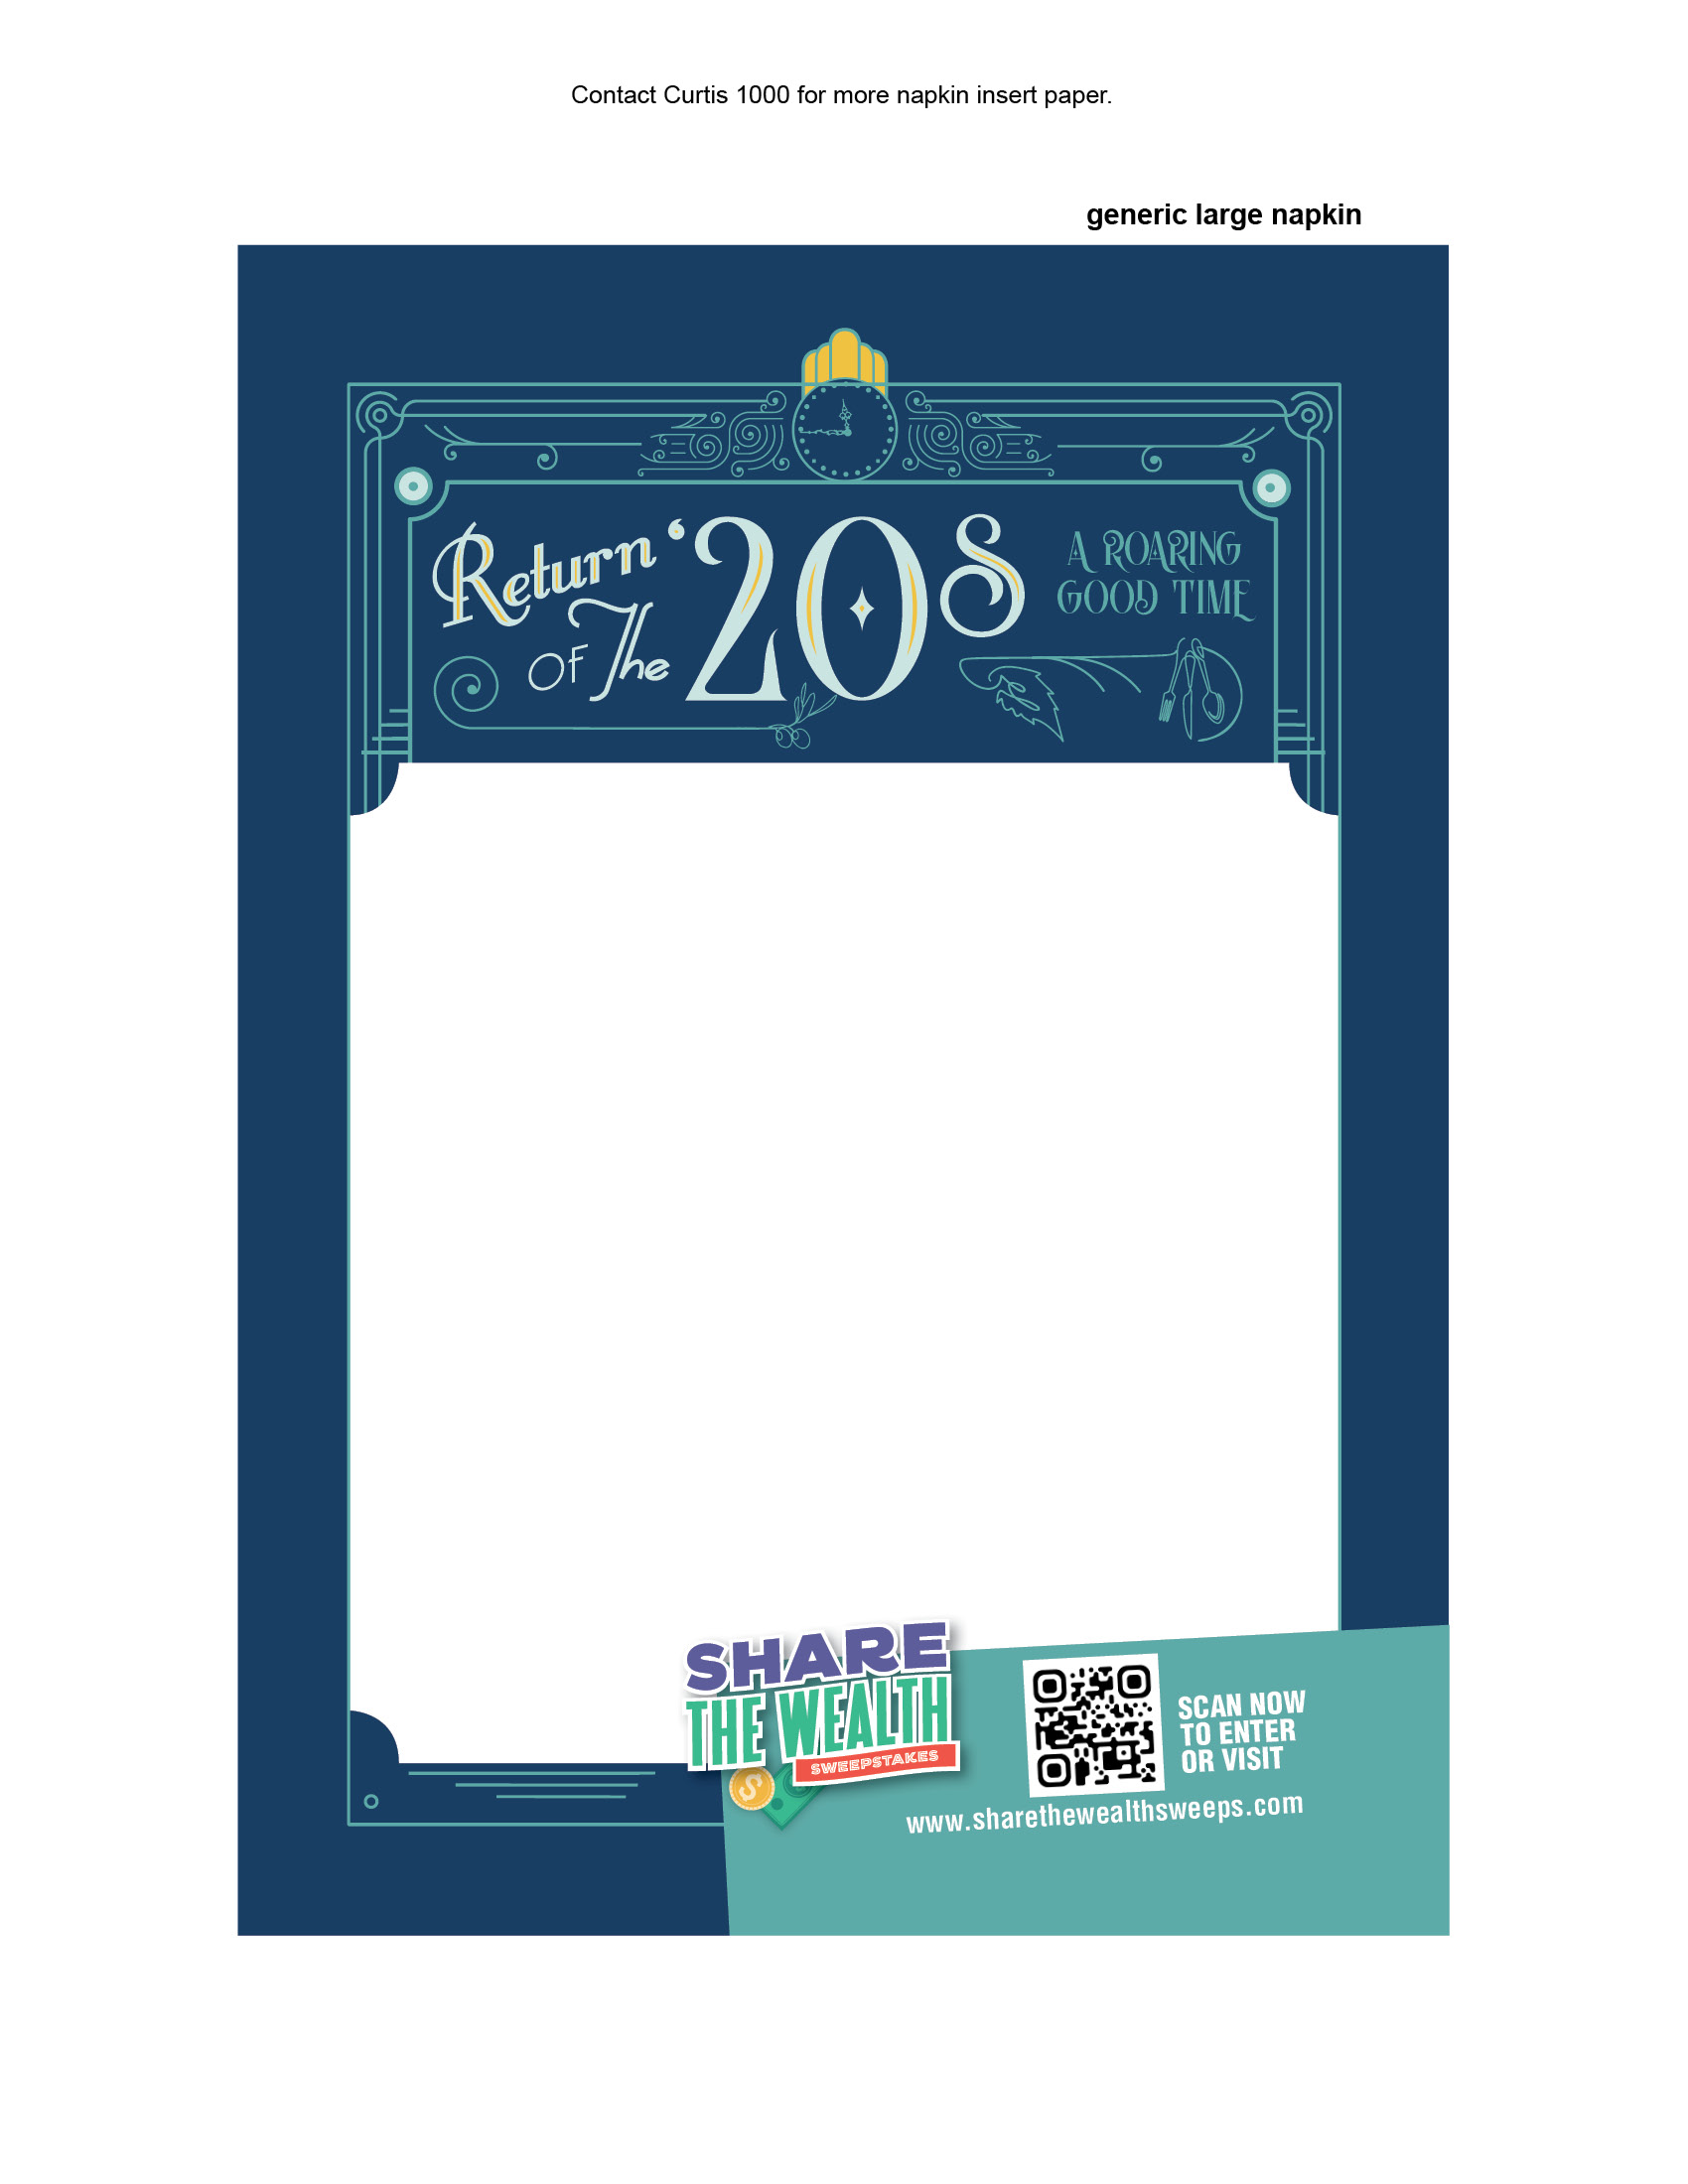 Contact Curtis 1000 for more napkin insert paper.
generic large napkin
Return
OF The
‘20s
A ROARING
GOOD TIME
SHARE
THE WEALTH
SWEEPSTAKES
$
SCAN NOW
TO ENTER
OR VISIT
www.sharethewealthsweeps.com